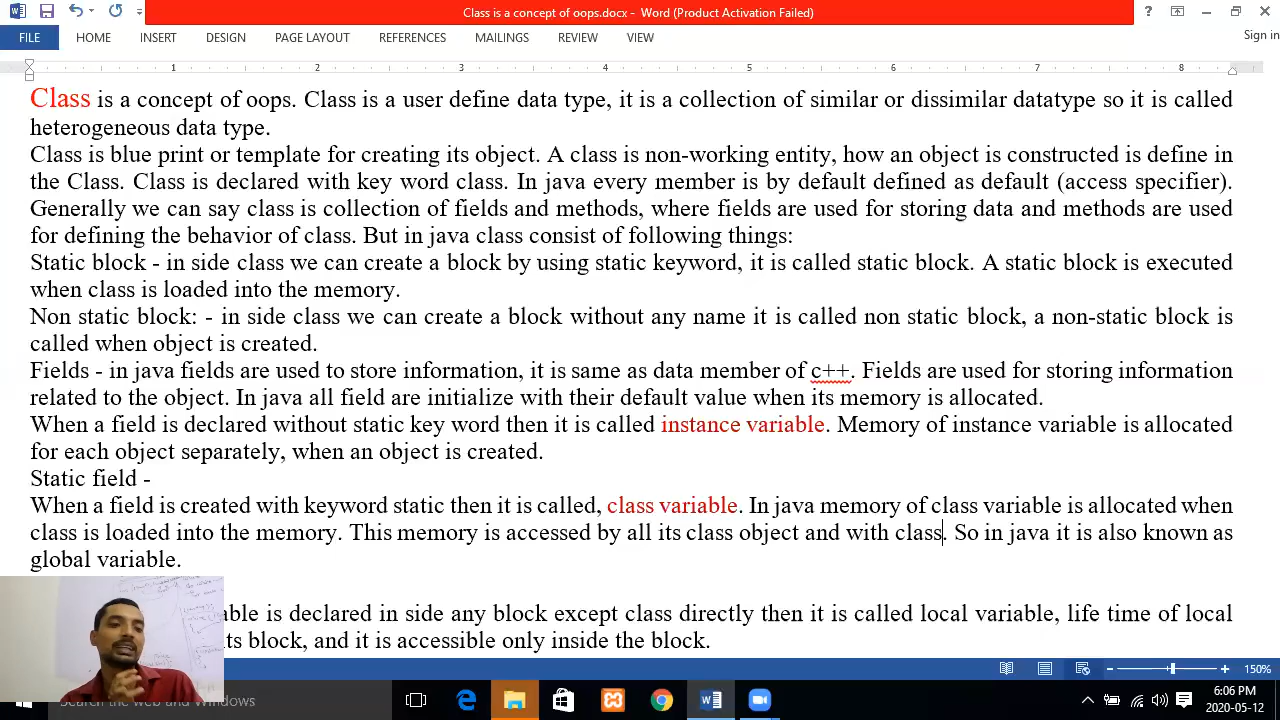 Class is a concept of oops.docx - Word (Product Activation Failed)
FILE HOME INSERT DESIGN PAGE LAYOUT REFERENCES MAILINGS REVIEW VIEW Sign in
1 2 3 4 5 6 7 8
Class is a concept of oops. Class is a user define data type, it is a collection of similar or dissimilar datatype so it is called
heterogeneous data type.
Class is blue print or template for creating its object. A class is non-working entity, how an object is constructed is define in
the Class. Class is declared with key word class. In java every member is by default defined as default (access specifier).
Generally we can say class is collection of fields and methods, where fields are used for storing data and methods are used
for defining the behavior of class. But in java class consist of following things:
Static block - in side class we can create a block by using static keyword, it is called static block. A static block is executed
when class is loaded into the memory.
Non static block: - in side class we can create a block without any name it is called non static block, a non-static block is
called when object is created.
Fields - in java fields are used to store information, it is same as data member of c++. Fields are used for storing information
related to the object. In java all field are initialize with their default value when its memory is allocated.
When a field is declared without static key word then it is called instance variable. Memory of instance variable is allocated
for each object separately, when an object is created.
Static field -
When a field is created with keyword static then it is called, class variable. In java memory of class variable is allocated when
class is loaded into the memory. This memory is accessed by all its class object and with class. So in java it is also known as
global variable.
is declared in side any block except class directly then it is called local variable, life time of local
block, and it is accessible only inside the block.
150%
Search the web and Windows
6:06 PM
2020-05-12